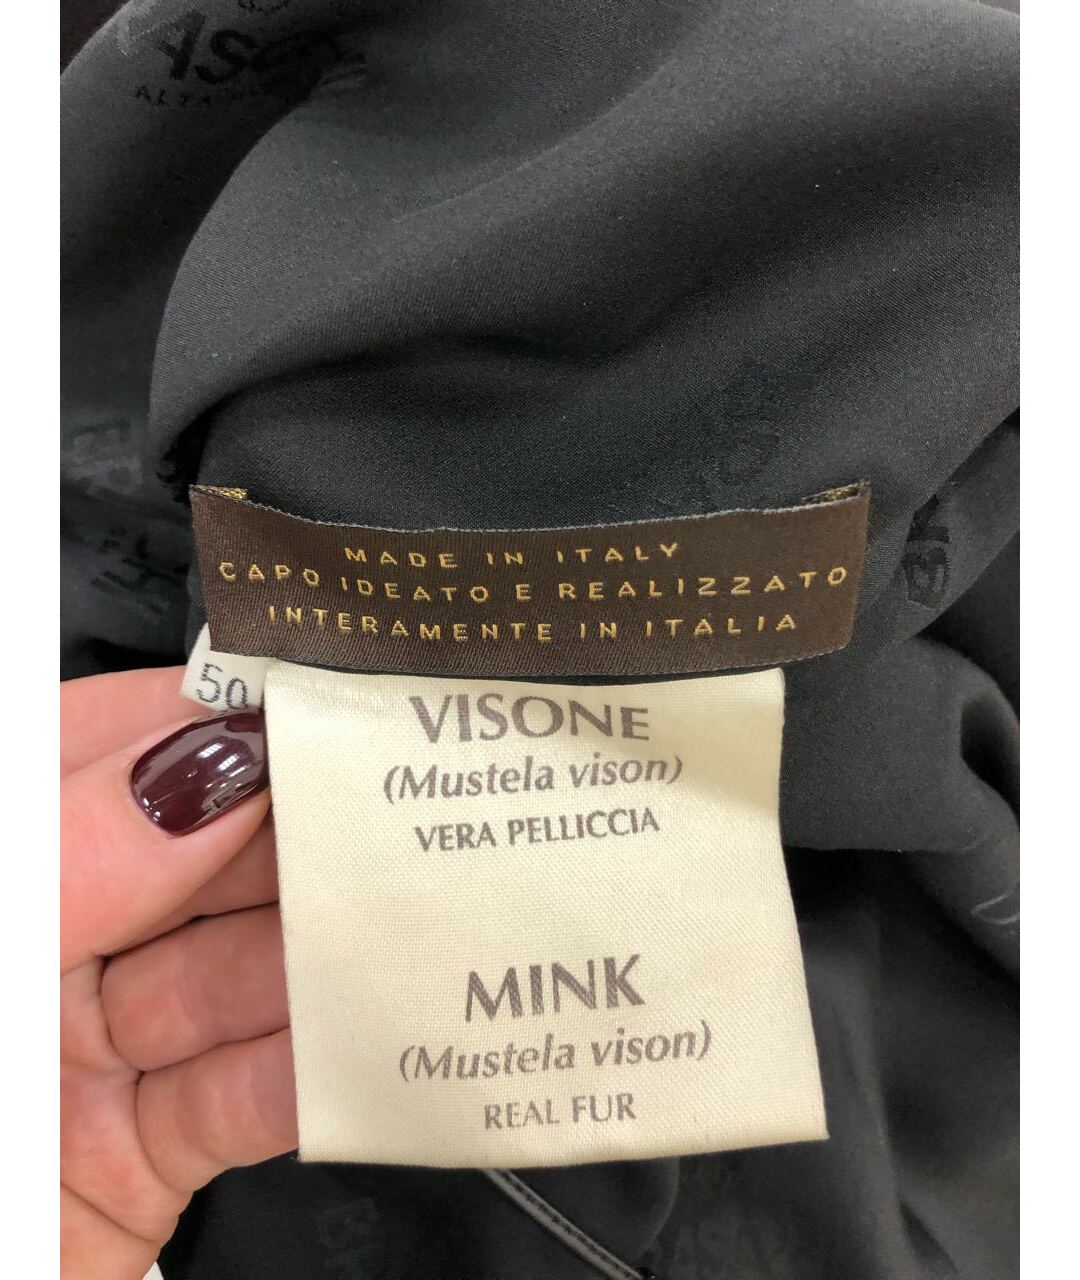 MADE IN ITALY
CAPO IDEATO E REALIZZATO
INTERAMENTE IN ITALIA
50
VISONE
(Mustela vison)
VERA PELLICCIA
MINK
(Mustela vison)
REAL FUR